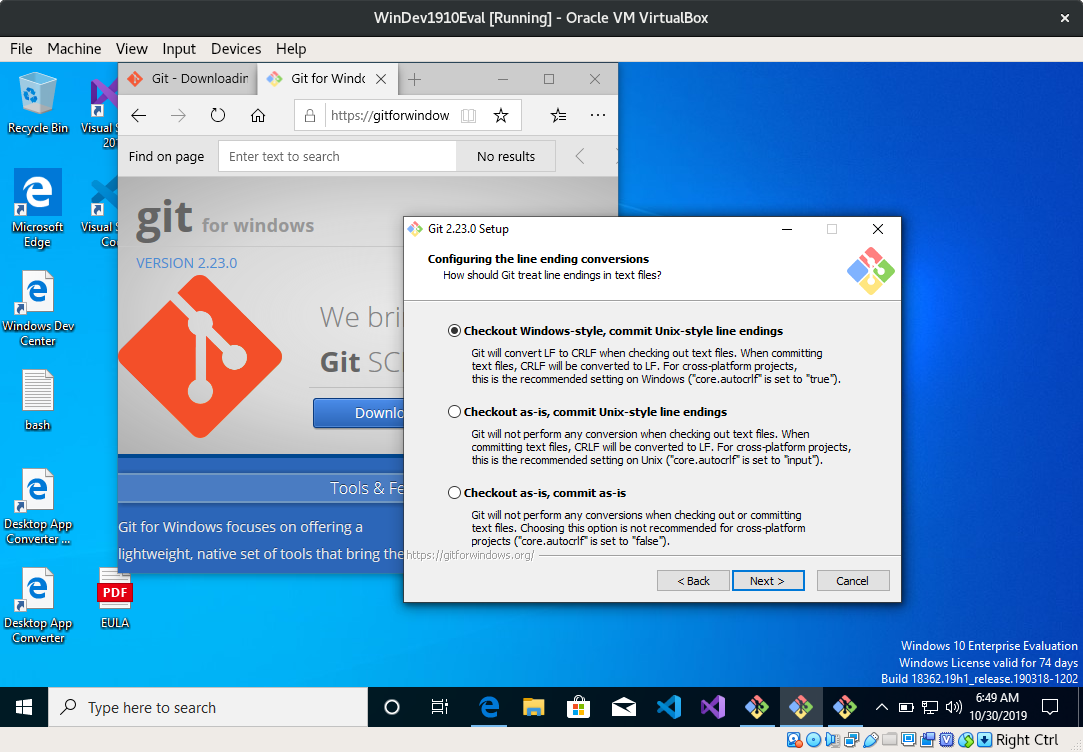 WinDev1910Eval [Running] - Oracle VM VirtualBox
File Machine View Input Devices Help
Recycle Bin
Visual S
20
Microsoft
Edge
Visual S
Co
Windows Dev
Center
bash
Desktop App
Converter ...
Desktop App
Converter
PDF
EULA
Git - Downloadin
Git for Windo
https://gitforwindow
Find on page
Enter text to search
No results
git for windows
VERSION 2.23.0
We bri
Git SC
Downlo
Tools & Fe
Git for Windows focuses on offering a
lightweight, native set of tools that bring the
Git 2.23.0 Setup
Configuring the line ending conversions
How should Git treat line endings in text files?
Checkout Windows-style, commit Unix-style line endings
Git will convert LF to CRLF when checking out text files. When committing
text files, CRLF will be converted to LF. For cross-platform projects,
this is the recommended setting on Windows ("core.autocrlf" is set to "true").
Checkout as-is, commit Unix-style line endings
Git will not perform any conversion when checking out text files. When
committing text files, CRLF will be converted to LF. For cross-platform projects,
this is the recommended setting on Unix ("core.autocrlf" is set to "input").
Checkout as-is, commit as-is
Git will not perform any conversions when checking out or committing
text files. Choosing this option is not recommended for cross-platform
projects ("core.autocrlf" is set to "false").
https://gitforwindows.org/
< Back
Next >
Cancel
Windows 10 Enterprise Evaluation
Windows License valid for 74 days
Build 18362.19h1_release.190318-1202
Type here to search
6:49 AM
10/30/2019
Right Ctrl